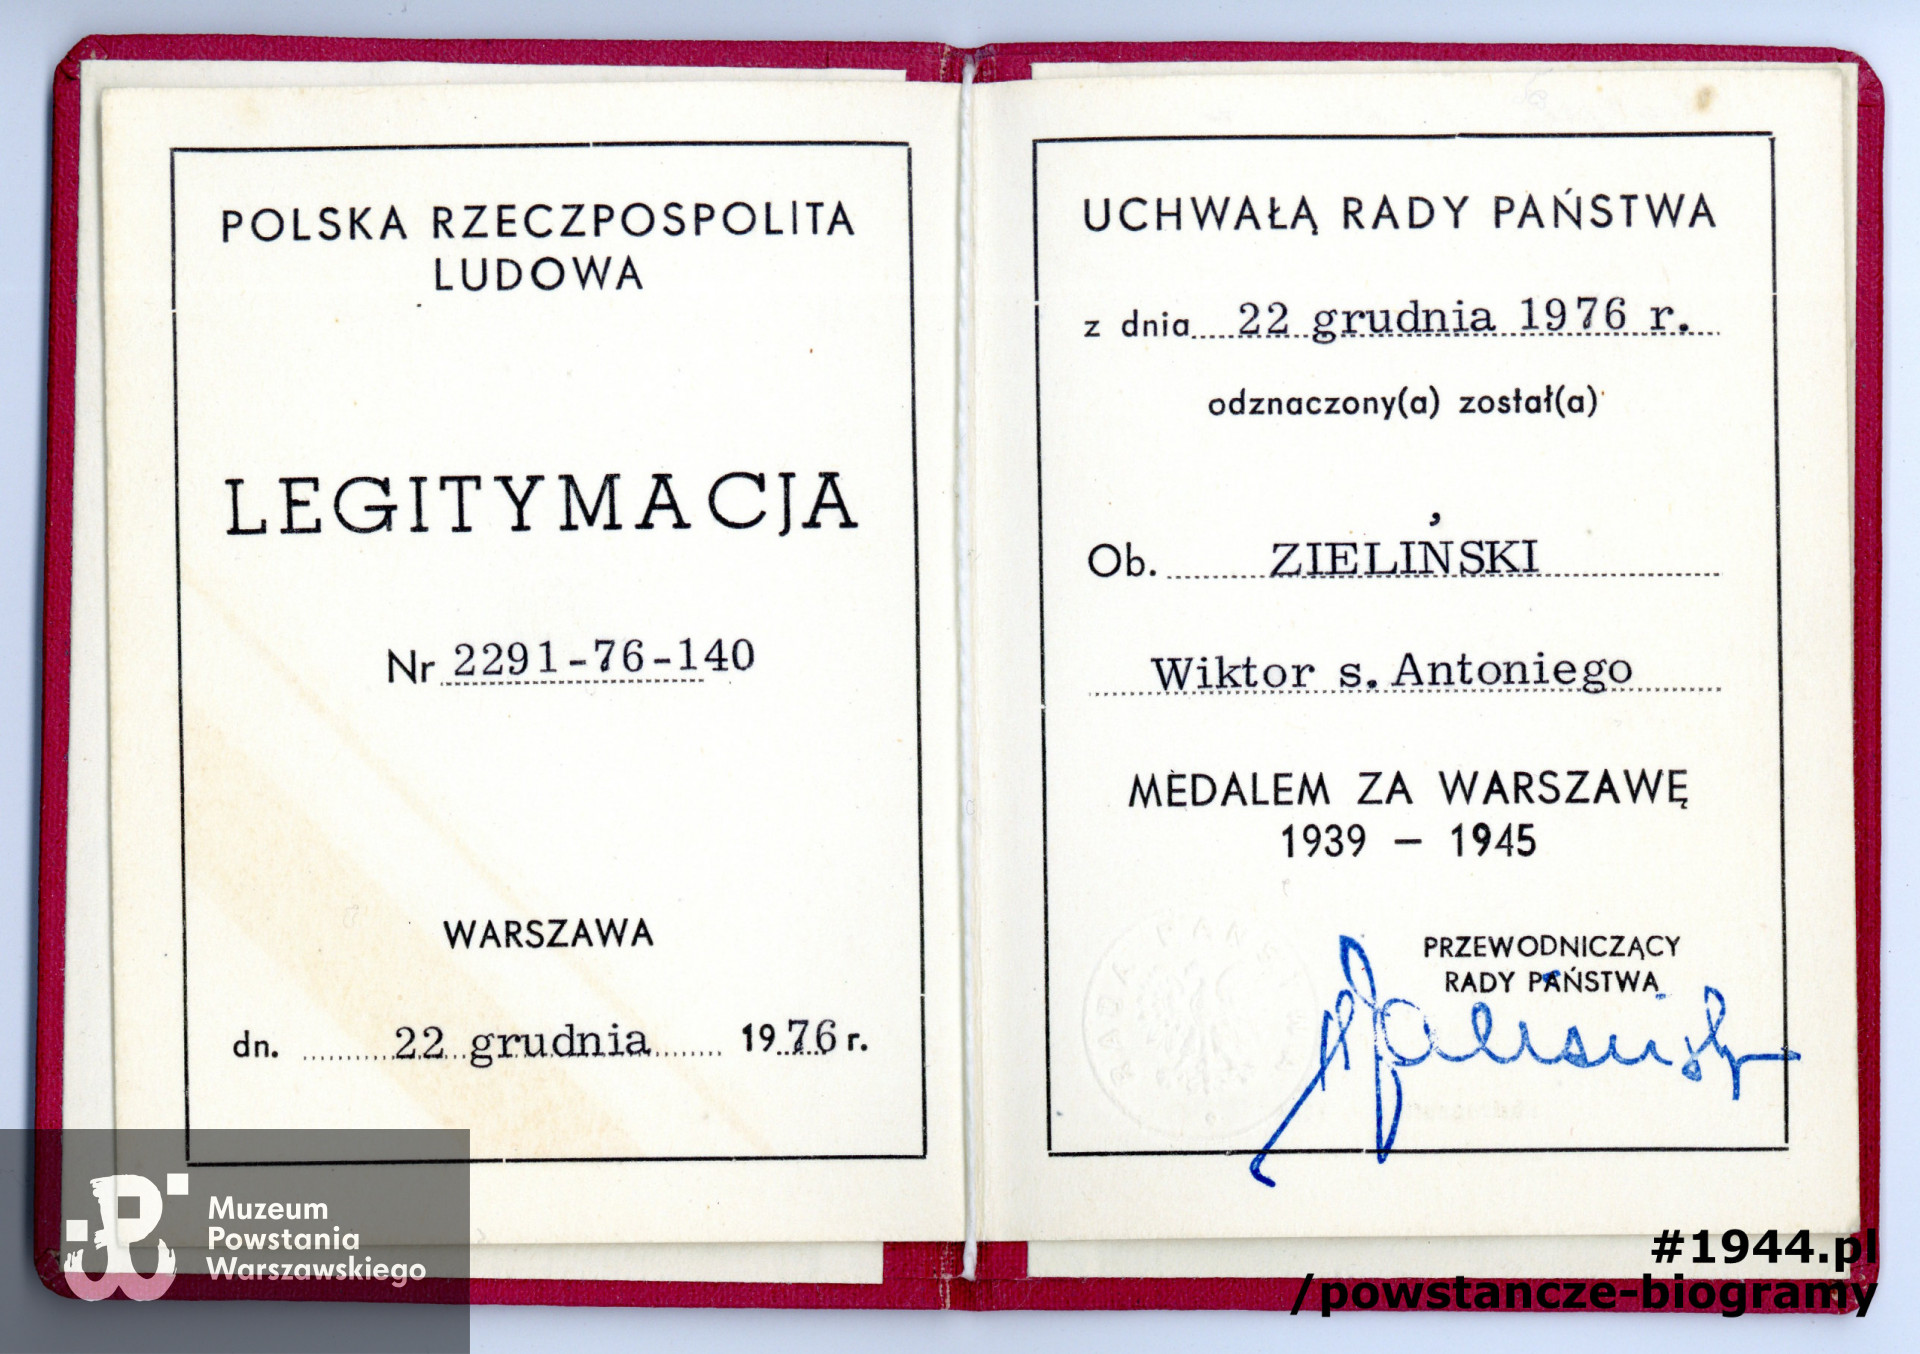 POLSKA RZECZPOSPOLITA
LUDOWA
LEGITYMACJA
Nr 2291-76-140
WARSZAWA
dn. 22 grudnia 1976 r.
UCHWAŁĄ RADY PAŃSTWA
z dnia 22 grudnia 1976 r.
odznaczony(a) został(a)
Ob. ZIELIŃSKI
Wiktor s. Antoniego
MEDALEM ZA WARSZAWĘ
1939 — 1945
PRZEWODNICZĄCY
RADY PAŃSTWA
Muzeum
Powstania
Warszawskiego
#1944.pl
/powstancze-biogramy